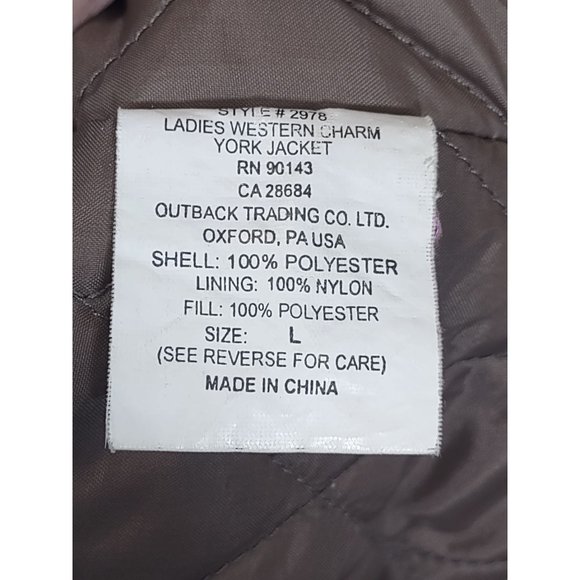 STYLE # 2978
LADIES WESTERN CHARM
YORK JACKET
RN 90143
CA 28684
OUTBACK TRADING CO. LTD.
OXFORD, PA USA
SHELL: 100% POLYESTER
LINING: 100% NYLON
FILL: 100% POLYESTER
SIZE: L
(SEE REVERSE FOR CARE)
MADE IN CHINA